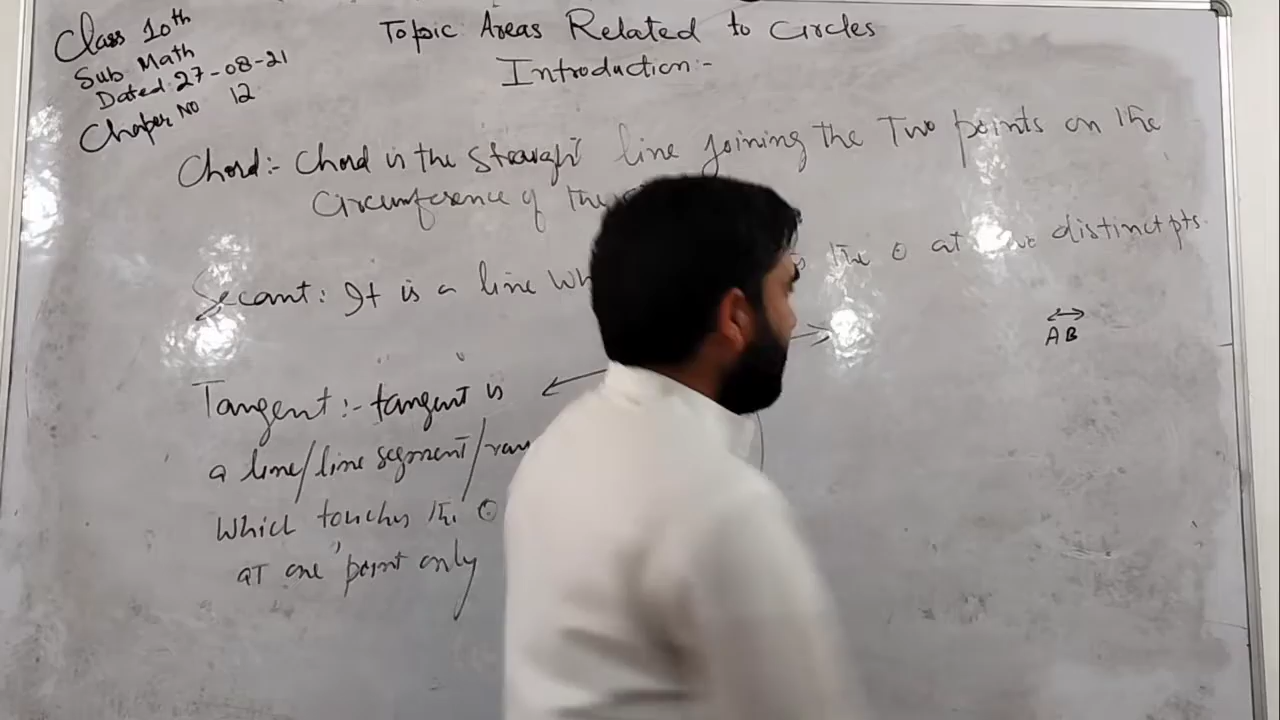 Class 10th
Sub Math
Dated 27-08-21
Chaper No 12
Topic Areas Related to Circles
Introduction:-
Chord:- Chord is the straight line joining the Two points on the
Circumference of the
Secant: It is a line the ⊙ at two distinct pts.
AB
Tangent:- tangent is
a line/line segment/ray
which touches the ⊙
at one point only